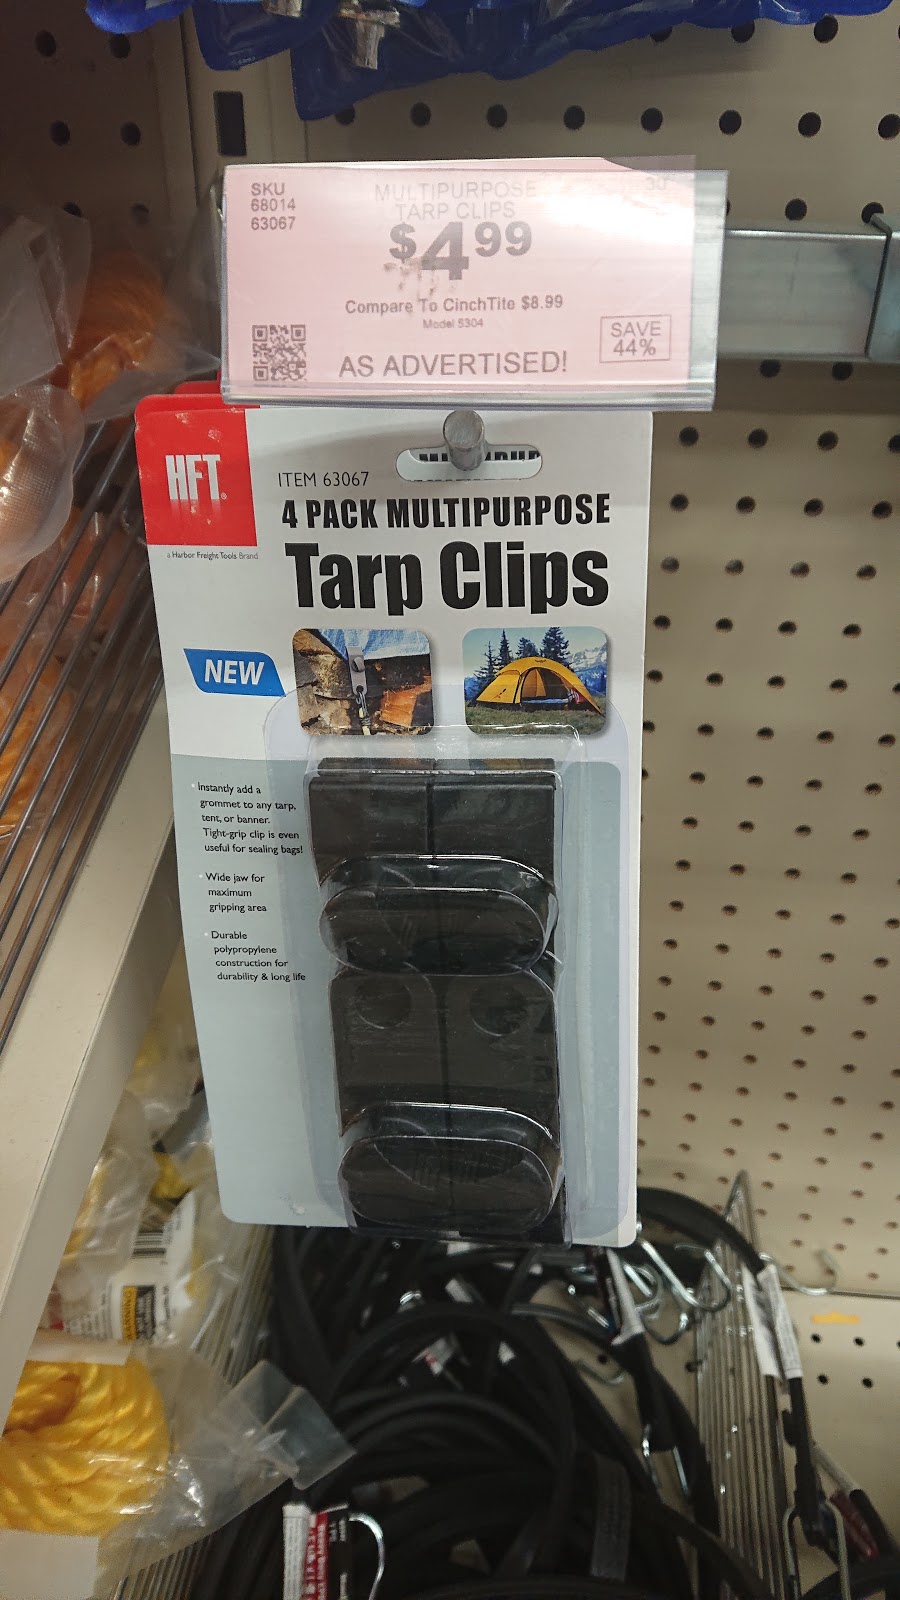 SKU
68014
63067
MULTIPURPOSE
TARP CLIPS
$4.99
Compare To CinchTite $8.99
Model 5304
SAVE
44%
AS ADVERTISED!
HFT®
a Harbor Freight Tools Brand
ITEM 63067
4 PACK MULTIPURPOSE
Tarp Clips
NEW
• Instantly add a
grommet to any tarp,
tent, or banner.
Tight-grip clip is even
useful for sealing bags!
• Wide jaw for
maximum
gripping area
• Durable
polypropylene
construction for
durability & long life